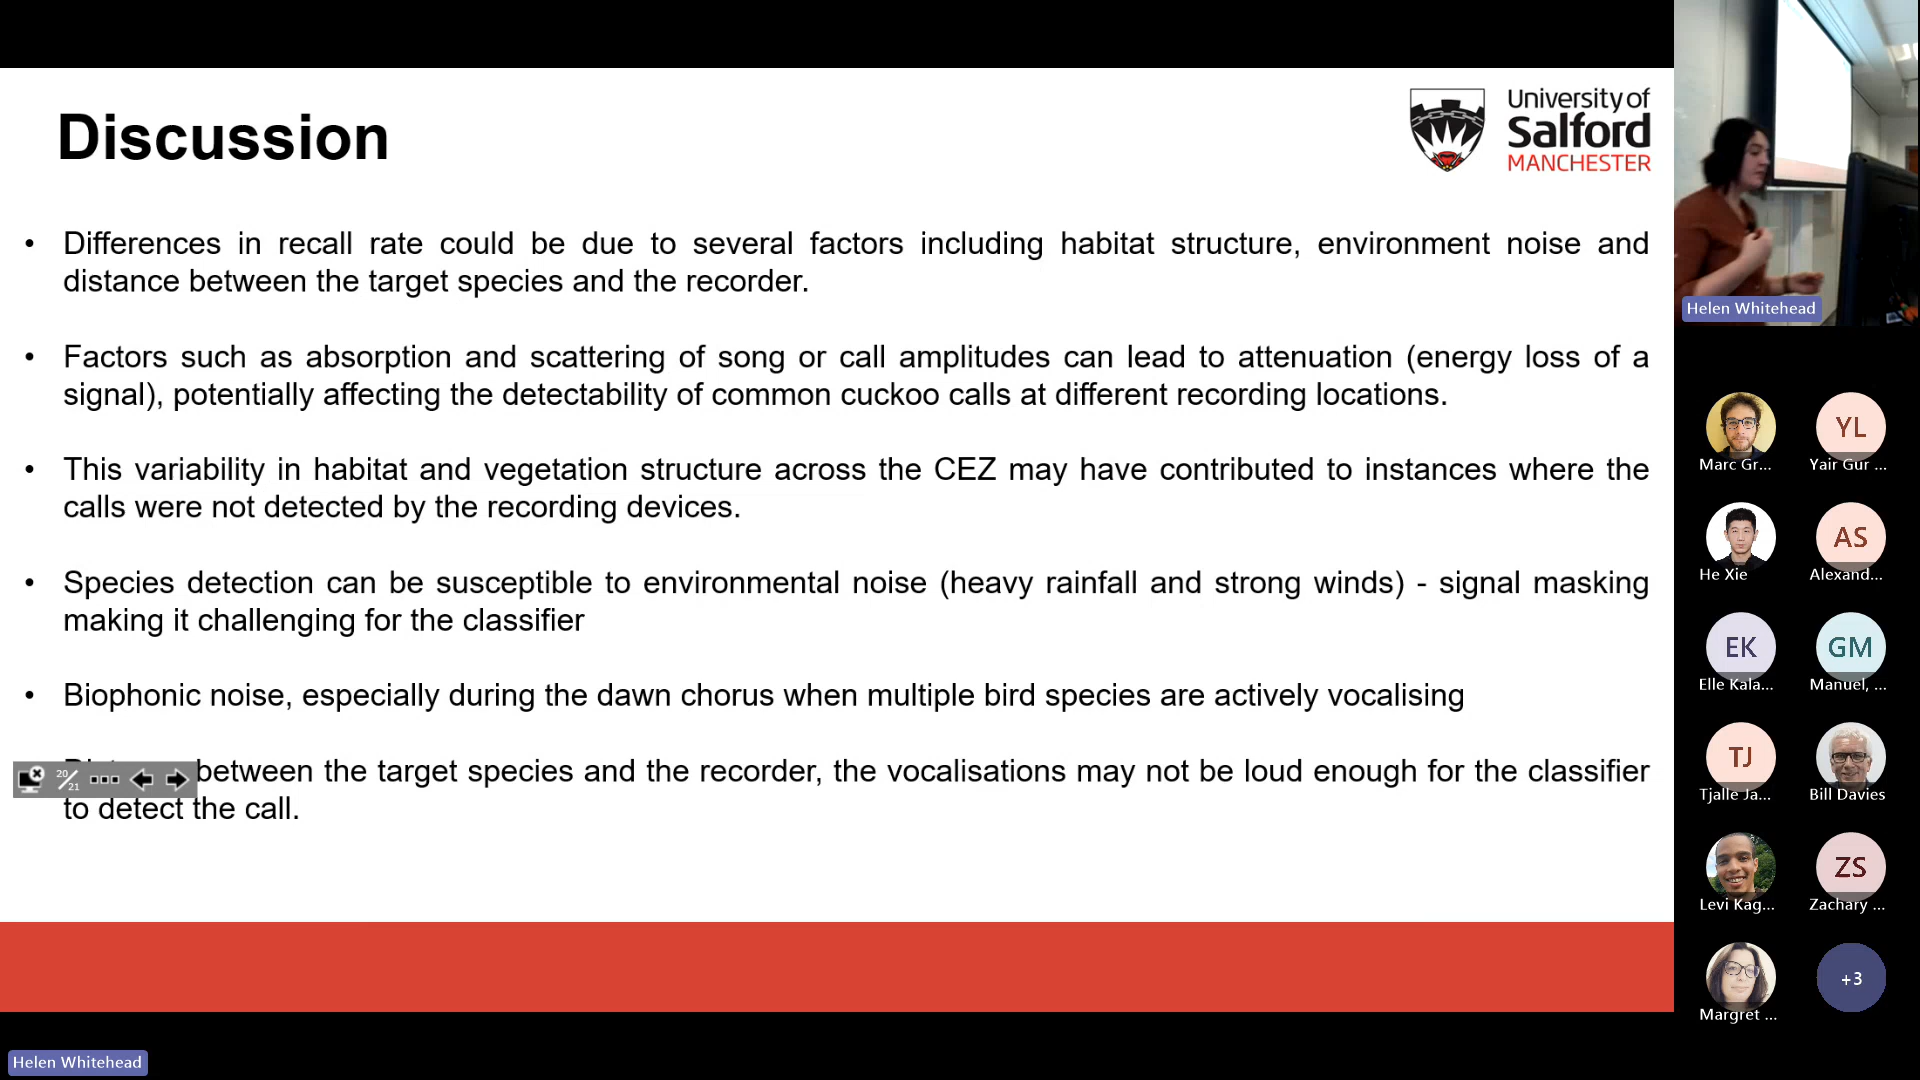 Discussion
University of
Salford
MANCHESTER
• Differences in recall rate could be due to several factors including habitat structure, environment noise and
distance between the target species and the recorder.
• Factors such as absorption and scattering of song or call amplitudes can lead to attenuation (energy loss of a
signal), potentially affecting the detectability of common cuckoo calls at different recording locations.
• This variability in habitat and vegetation structure across the CEZ may have contributed to instances where the
calls were not detected by the recording devices.
• Species detection can be susceptible to environmental noise (heavy rainfall and strong winds) - signal masking
making it challenging for the classifier
• Biophonic noise, especially during the dawn chorus when multiple bird species are actively vocalising
between the target species and the recorder, the vocalisations may not be loud enough for the classifier
to detect the call.
20/21
Helen Whitehead
Helen Whitehead
Marc Gr...
YL
Yair Gur ...
He Xie
AS
Alexand...
EK
Elle Kala...
GM
Manuel, ...
TJ
Tjalle Ja...
Bill Davies
Levi Kag...
ZS
Zachary ...
Margret ...
+3